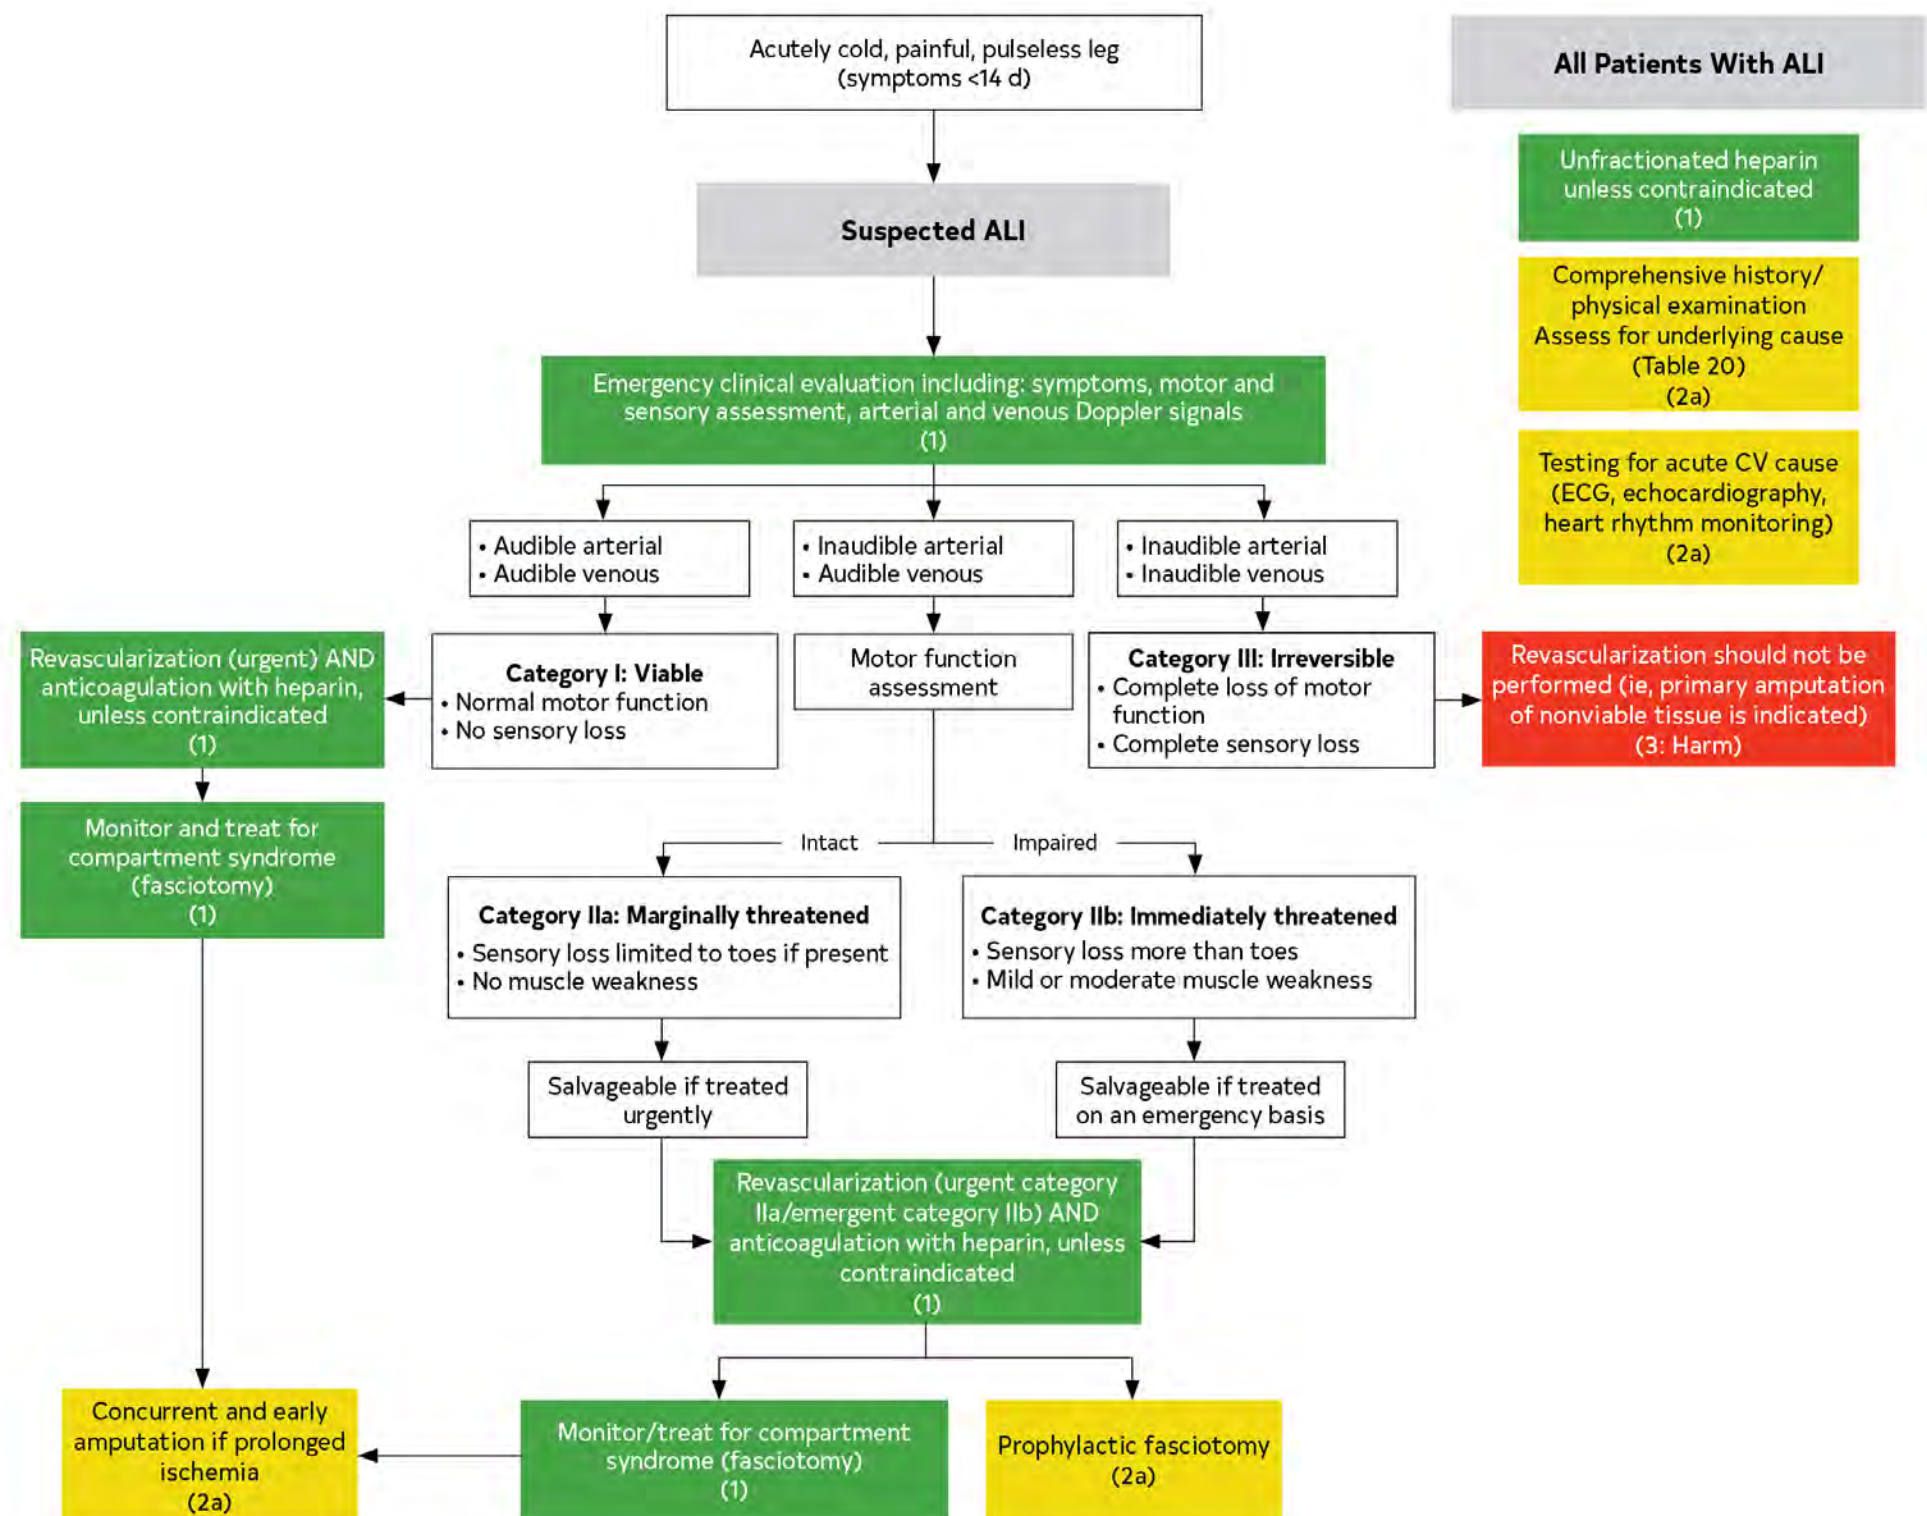 Acutely cold, painful, pulseless leg
(symptoms <14 d)
All Patients With ALI
Unfractionated heparin
unless contraindicated
(1)
Comprehensive history/
physical examination
Assess for underlying cause
(Table 20)
(2a)
Testing for acute CV cause
(ECG, echocardiography,
heart rhythm monitoring)
(2a)
Suspected ALI
Emergency clinical evaluation including: symptoms, motor and
sensory assessment, arterial and venous Doppler signals
(1)
• Audible arterial
• Audible venous
• Inaudible arterial
• Audible venous
• Inaudible arterial
• Inaudible venous
Revascularization (urgent) AND
anticoagulation with heparin,
unless contraindicated
(1)
Category I: Viable
• Normal motor function
• No sensory loss
Motor function
assessment
Category III: Irreversible
• Complete loss of motor
function
• Complete sensory loss
Revascularization should not be
performed (ie, primary amputation
of nonviable tissue is indicated)
(3: Harm)
Monitor and treat for
compartment syndrome
(fasciotomy)
(1)
Intact
Impaired
Category IIa: Marginally threatened
• Sensory loss limited to toes if present
• No muscle weakness
Category IIb: Immediately threatened
• Sensory loss more than toes
• Mild or moderate muscle weakness
Salvageable if treated
urgently
Salvageable if treated
on an emergency basis
Revascularization (urgent category
IIa/emergent category IIb) AND
anticoagulation with heparin, unless
contraindicated
(1)
Concurrent and early
amputation if prolonged
ischemia
(2a)
Monitor/treat for compartment
syndrome (fasciotomy)
(1)
Prophylactic fasciotomy
(2a)